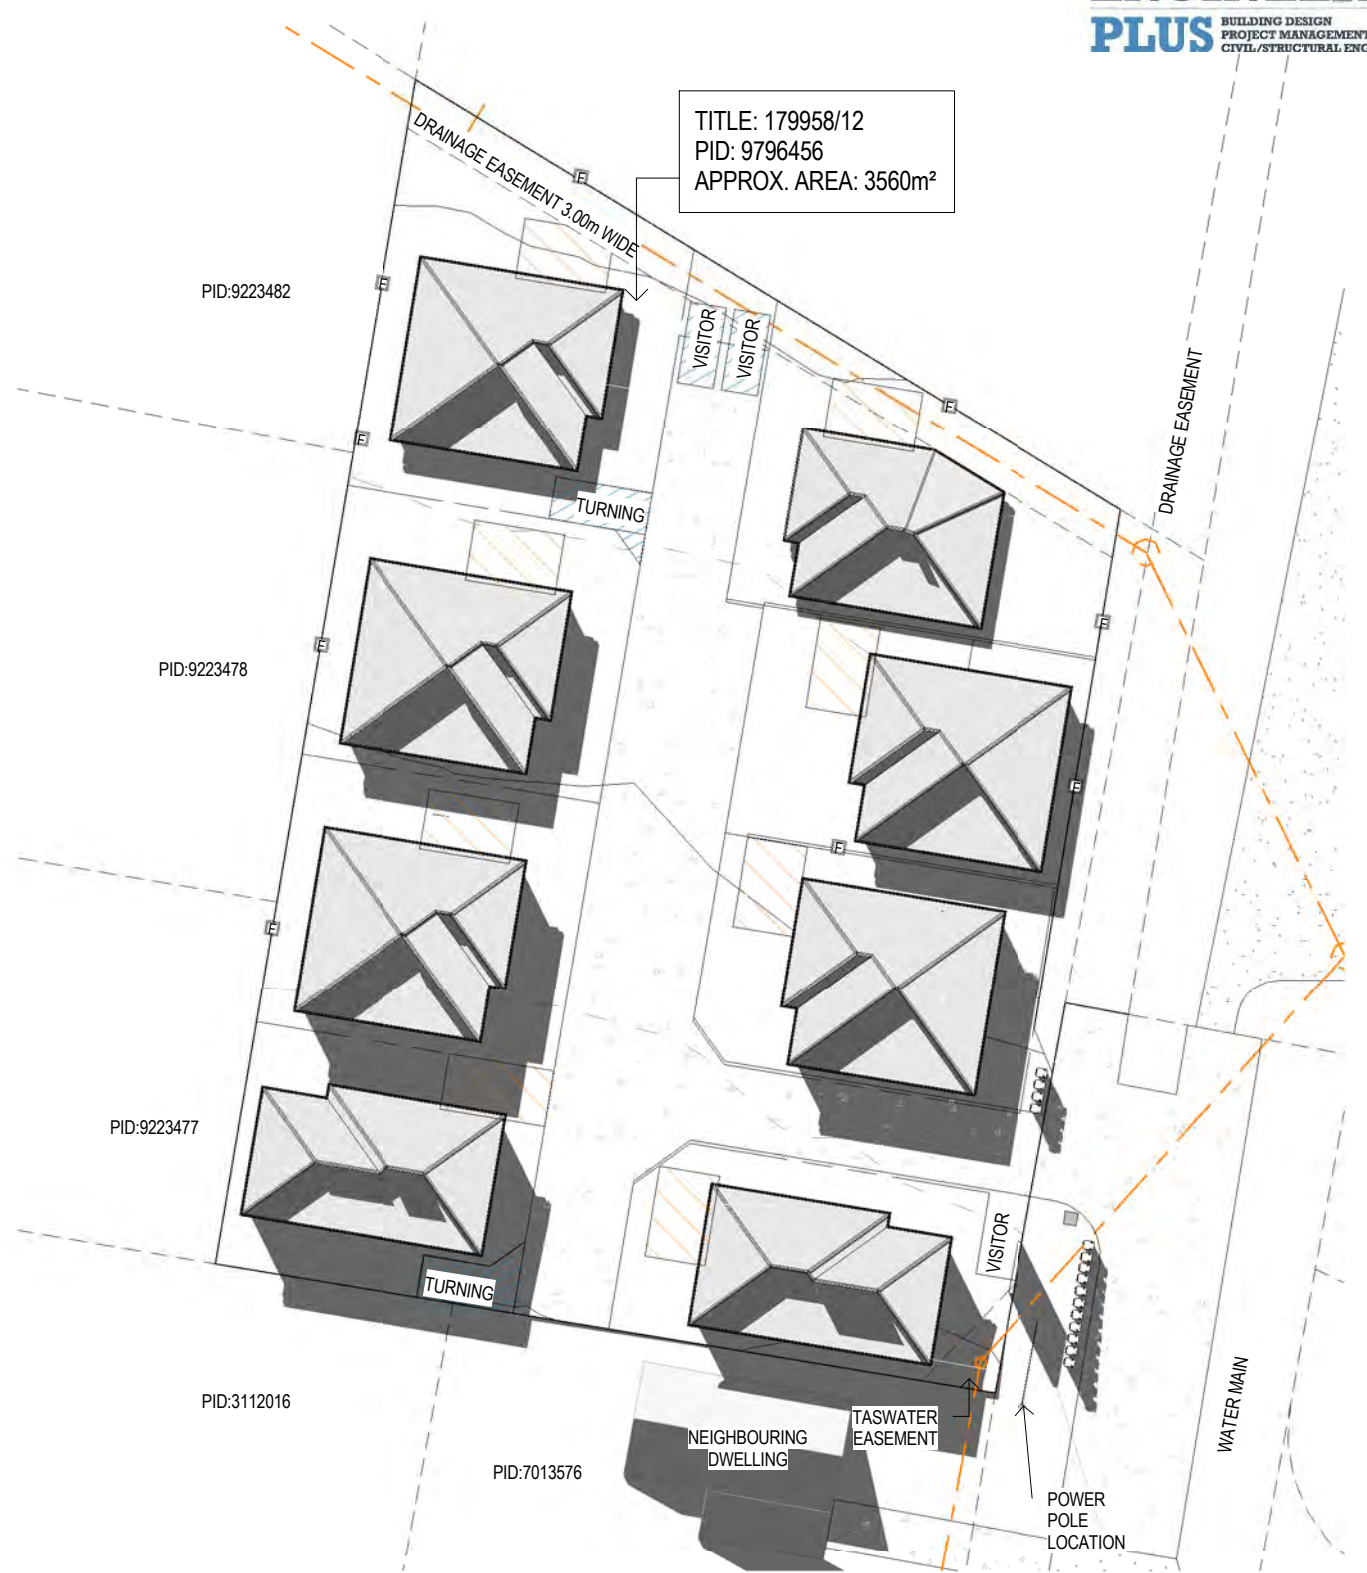 PLUS
BUILDING DESIGN
PROJECT MANAGEMENT
CIVIL/STRUCTURAL ENG
TITLE: 179958/12
PID: 9796456
APPROX. AREA: 3560m²
DRAINAGE EASEMENT 3.00m WIDE
E
PID:9223482
E
VISITOR
VISITOR
DRAINAGE EASEMENT
E
E
TURNING
E
E
PID:9223478
E
E
E
PID:9223477
VISITOR
TURNING
PID:3112016
WATER MAIN
TASWATER
EASEMENT
NEIGHBOURING
DWELLING
PID:7013576
POWER
POLE
LOCATION